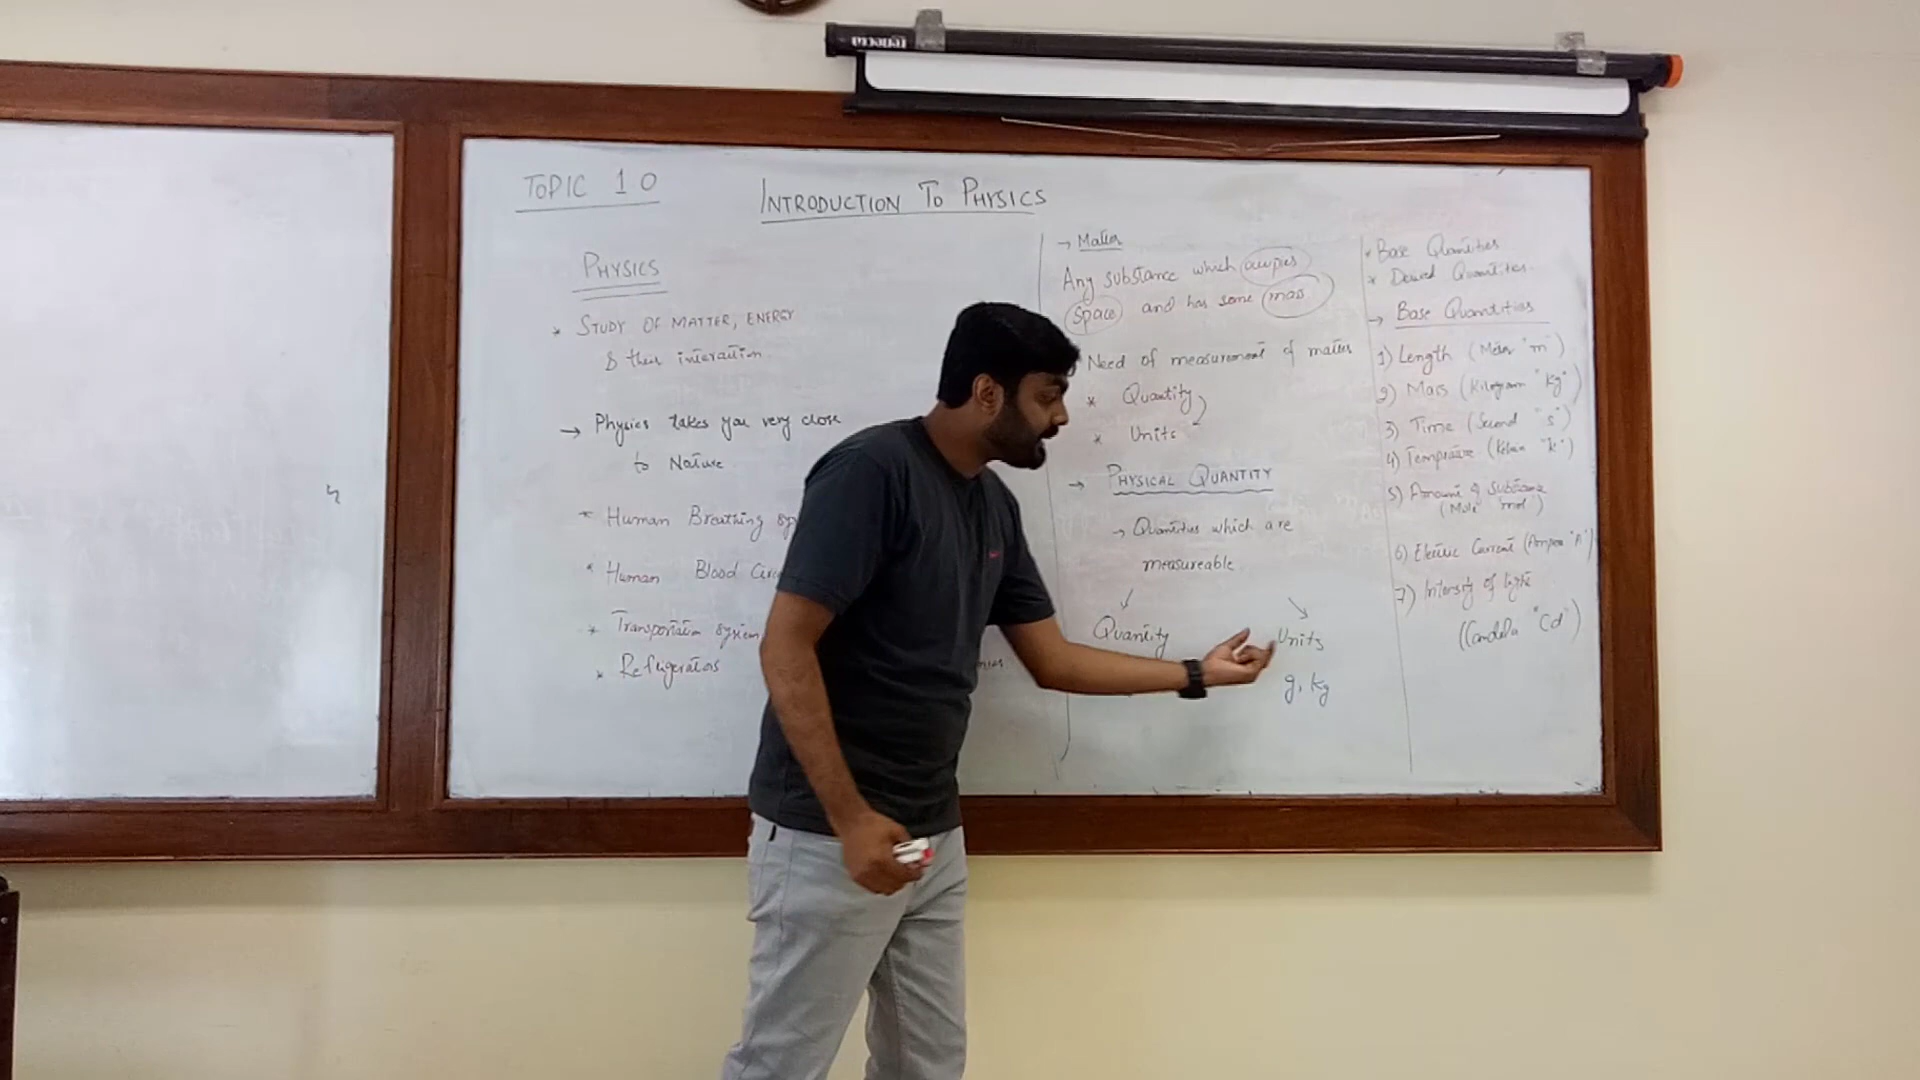 TOPIC 10
INTRODUCTION TO PHYSICS
PHYSICS
* STUDY OF MATTER, ENERGY
& their interaction
→ Physics takes you very close
to Nature
* Human Breathing
* Human Blood
* Transportation System
* Refrigerators
→ Matter
Any substance which occupies
space and has some mass
Need of measurement of matter
* Quantity
* Units
→ PHYSICAL QUANTITY
→ Quantities which are
measureable
Quantity
Units
g, kg
* Base Quantities
* Derived Quantities
→ Base Quantities
1) Length (Meter "m")
2) Mass (Kilogram "Kg")
3) Time (Second "s")
4) Temperature (Kelvin "k")
5) Amount of Substance
(Mole "mol")
6) Electric Current (Ampere "A")
7) Intensity of light
(Candela "Cd")